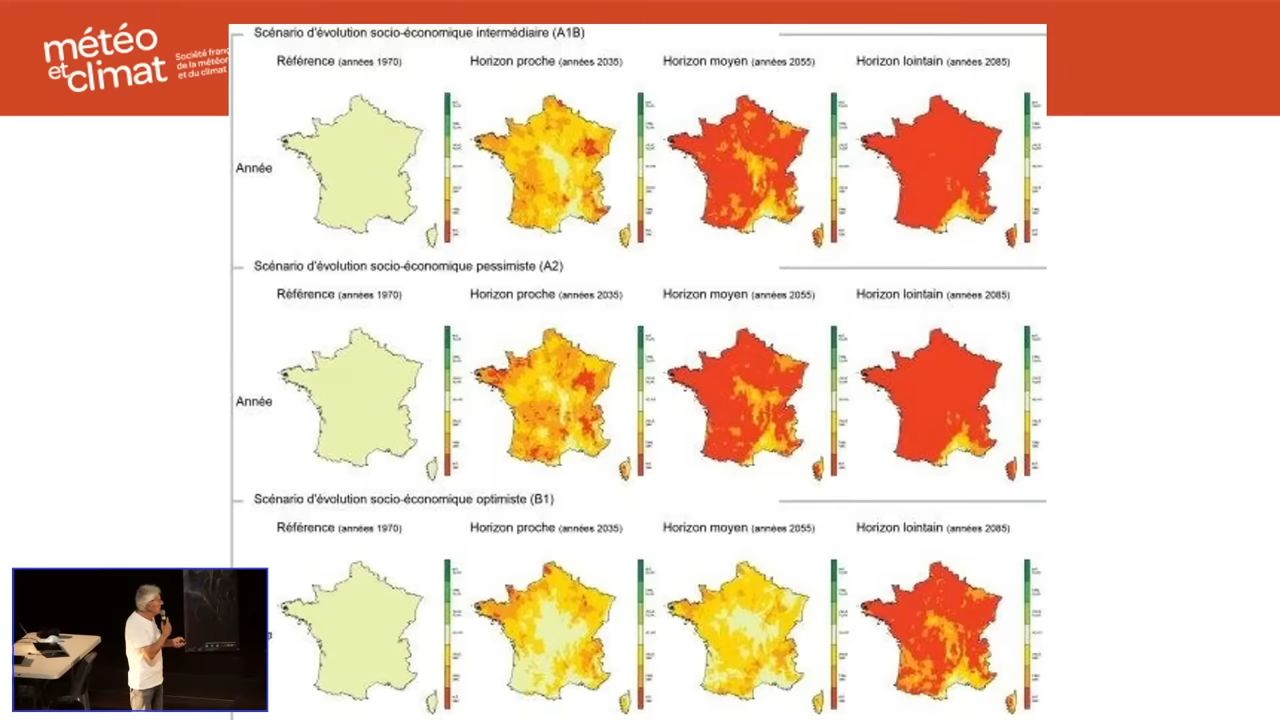 météo
et climat
Société franç
de la météor
et du climat
Scénario d'évolution socio-économique intermédiaire (A1B)
Référence (années 1970)
Horizon proche (années 2035)
Horizon moyen (années 2055)
Horizon lointain (années 2085)
Année
Scénario d'évolution socio-économique pessimiste (A2)
Référence (années 1970)
Horizon proche (années 2035)
Horizon moyen (années 2055)
Horizon lointain (années 2085)
Année
Scénario d'évolution socio-économique optimiste (B1)
Référence (années 1970)
Horizon proche (années 2035)
Horizon moyen (années 2055)
Horizon lointain (années 2085)